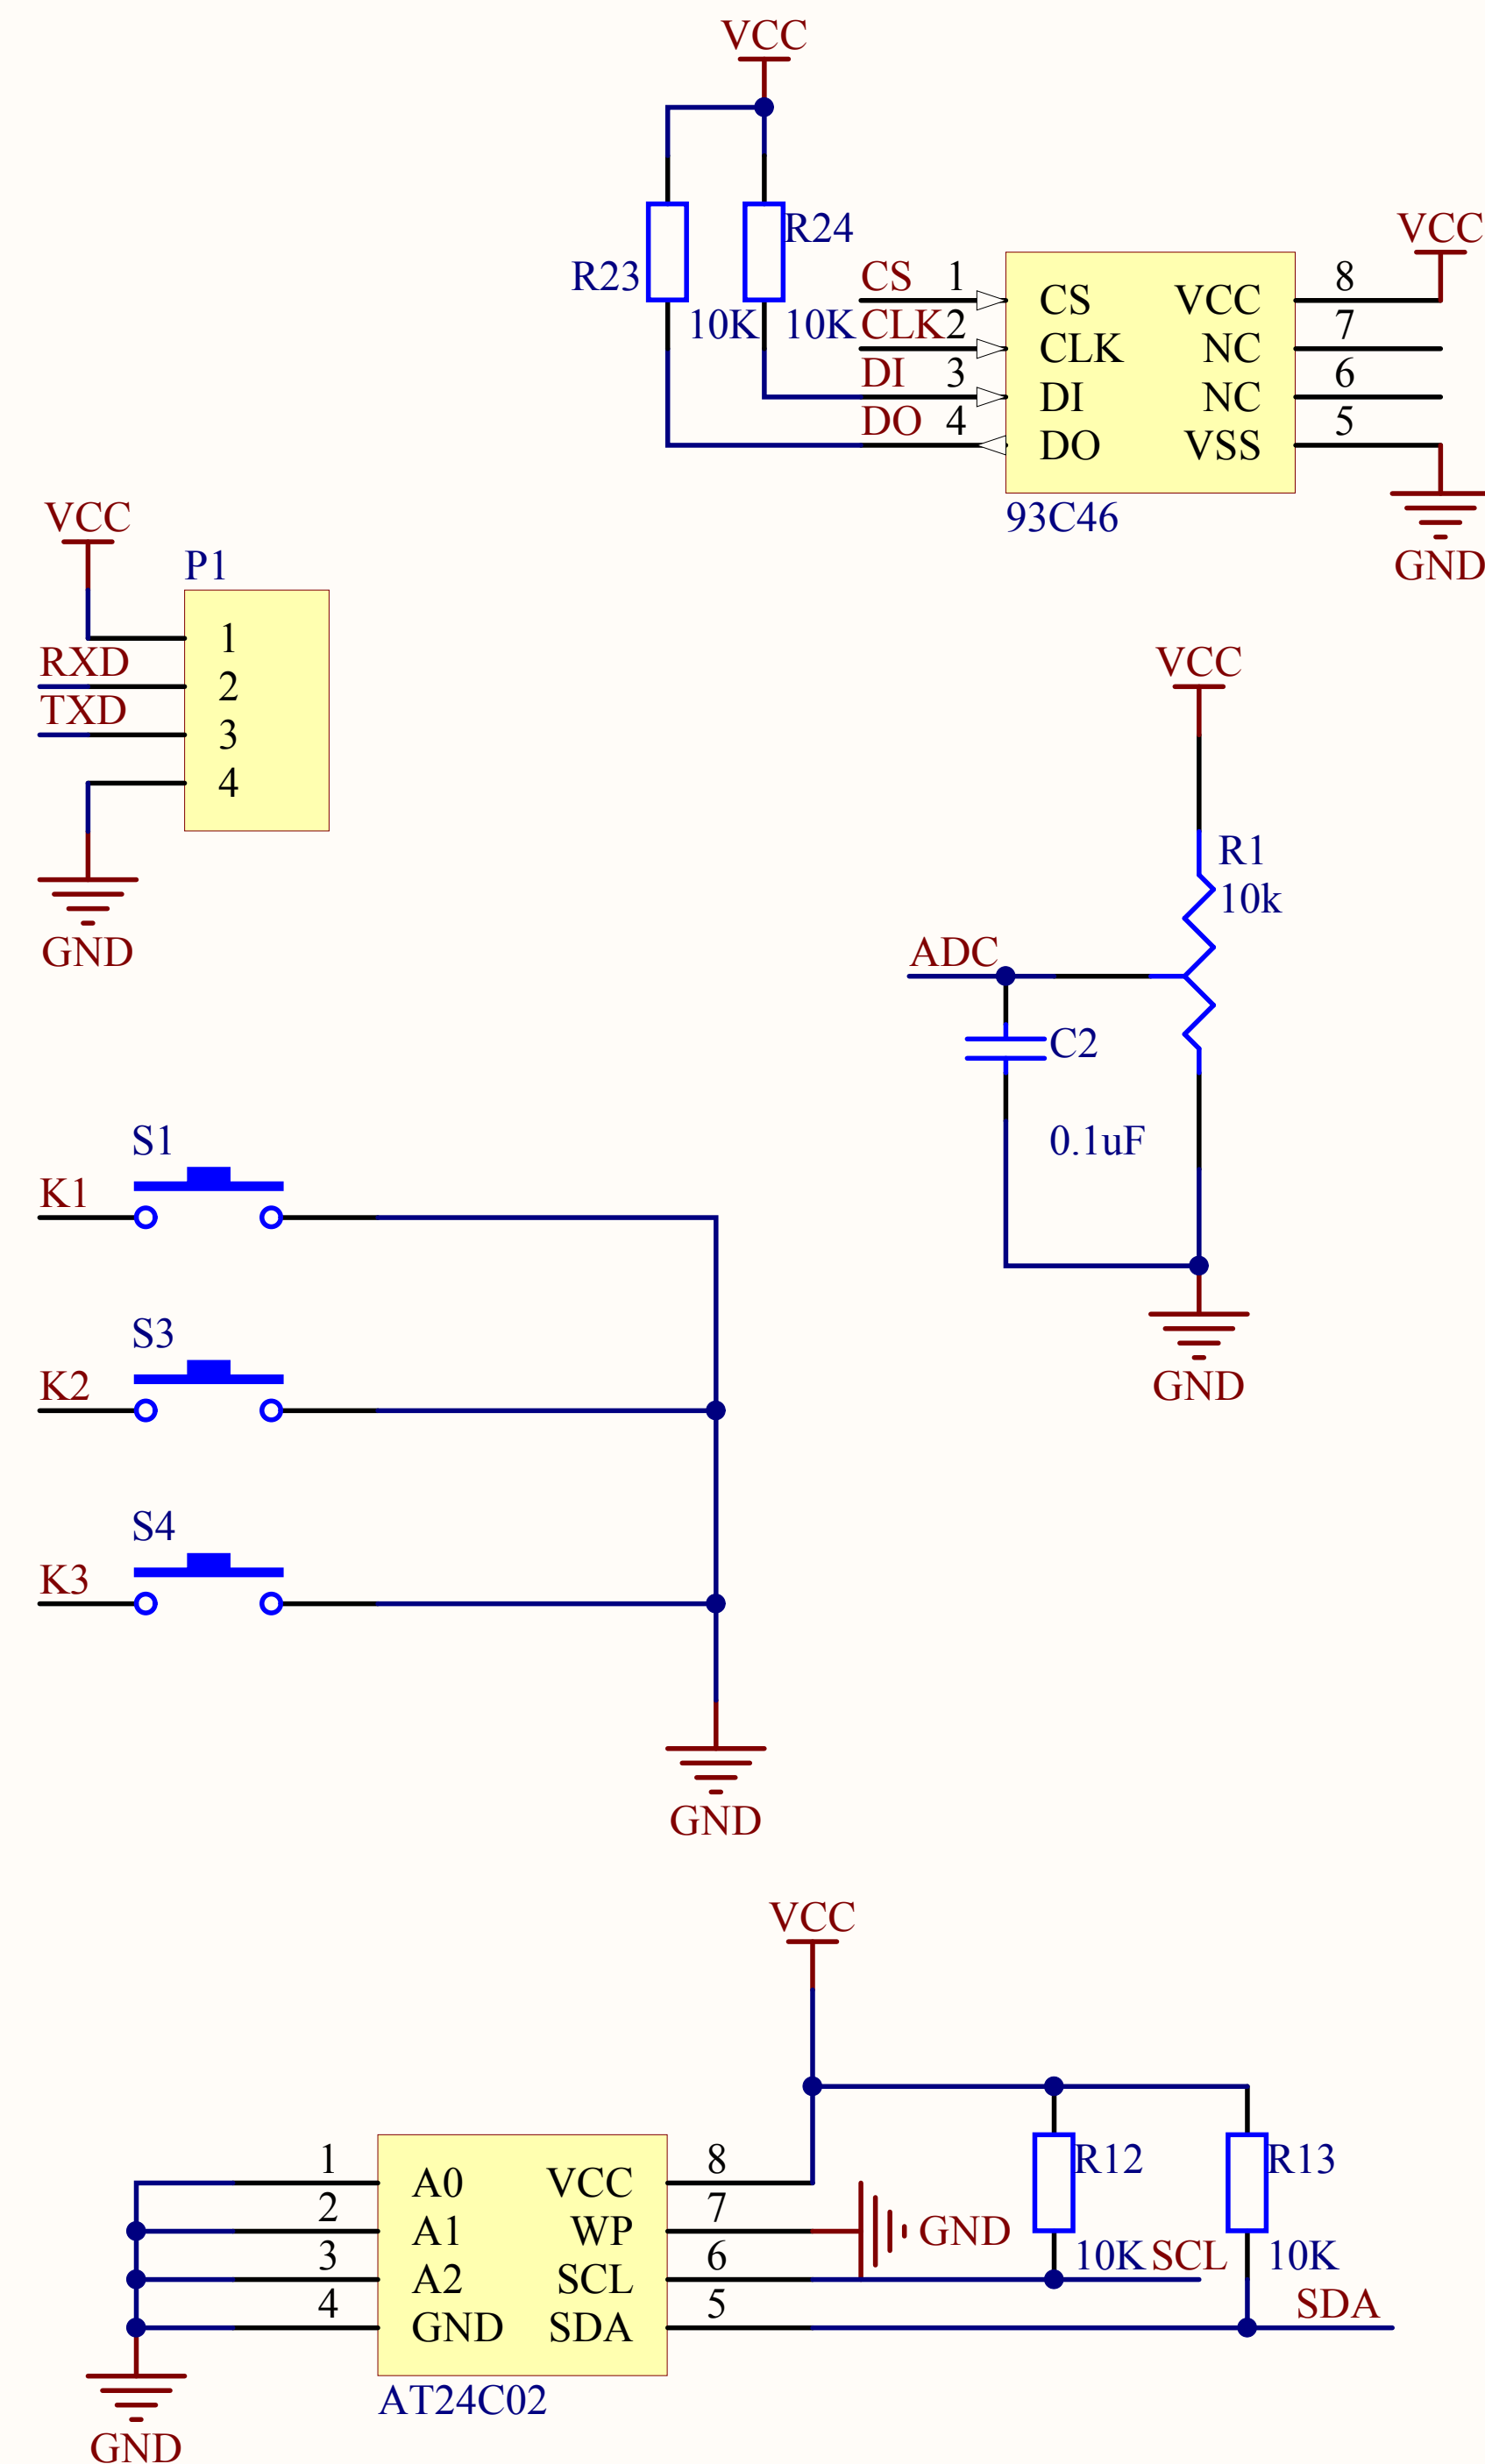 VCC
R23
10K
R24
10K
CS 1 CS VCC 8 VCC
CLK 2 CLK NC 7
DI 3 DI NC 6
DO 4 DO VSS 5
93C46
GND
VCC
P1
1
RXD 2
TXD 3
4
GND
VCC
R1
10k
ADC
C2
0.1uF
GND
S1
K1
S3
K2
S4
K3
GND
VCC
1 A0 VCC 8
2 A1 WP 7 GND
3 A2 SCL 6 SCL
4 GND SDA 5 SDA
R12
10K
R13
10K
AT24C02
GND